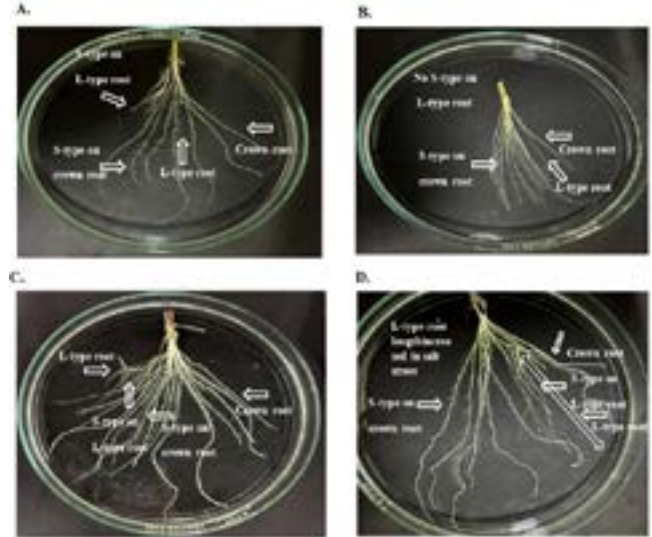 A.
S-type on
L-type root
S-type on
crown root
L-type root
Crown root
B.
No S-type on
L-type root
S-type on
crown root
Crown root
L-type root
C.
L-type root
S-type on
L-type root
S-type on
crown root
Crown root
D.
L-type root
length
in salt
Crown root
S-type on
L-type root
L-type root
S-type on
crown root